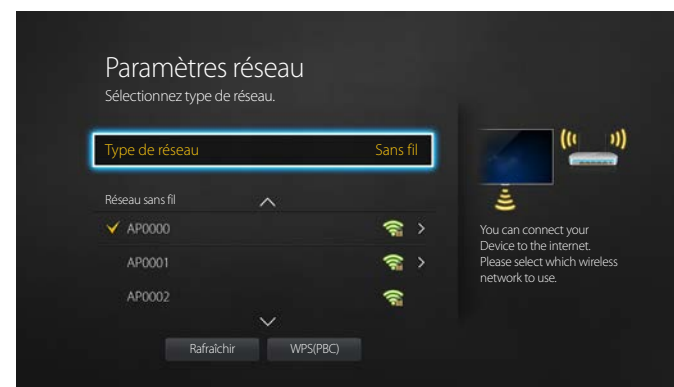 Paramètres réseau
Sélectionnez type de réseau.
Type de réseau Sans fil
Réseau sans fil
AP0000
AP0001
AP0002
Rafraîchir WPS(PBC)
You can connect your
Device to the internet.
Please select which wireless
network to use.